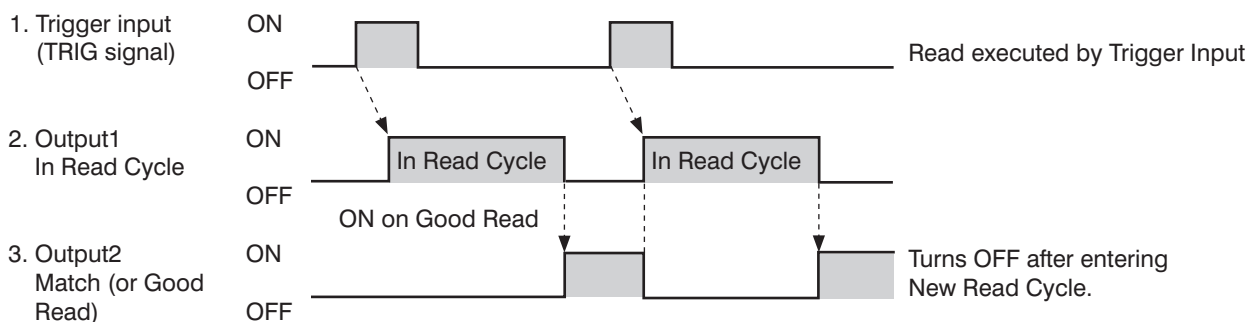 1. Trigger input
(TRIG signal)
ON
OFF
Read executed by Trigger Input
2. Output1
In Read Cycle
ON
OFF
In Read Cycle
In Read Cycle
ON on Good Read
3. Output2
Match (or Good
Read)
ON
OFF
Turns OFF after entering
New Read Cycle.